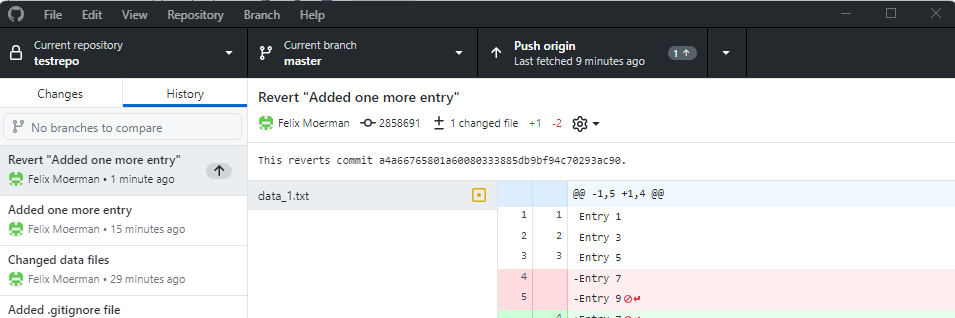 File Edit View Repository Branch Help
Current repository
testrepo
Current branch
master
Push origin
Last fetched 9 minutes ago
1
Changes History
No branches to compare
Revert "Added one more entry"
Felix Moerman • 1 minute ago
Added one more entry
Felix Moerman • 15 minutes ago
Changed data files
Felix Moerman • 29 minutes ago
Added .gitignore file
Revert "Added one more entry"
Felix Moerman 2858691 1 changed file +1 -2
This reverts commit a4a66765801a60080333885db9bf94c70293ac90.
data_1.txt
@@ -1,5 +1,4 @@
1 1 Entry 1
2 2 Entry 3
3 3 Entry 5
4 -Entry 7
5 -Entry 9
4 +Entry 7